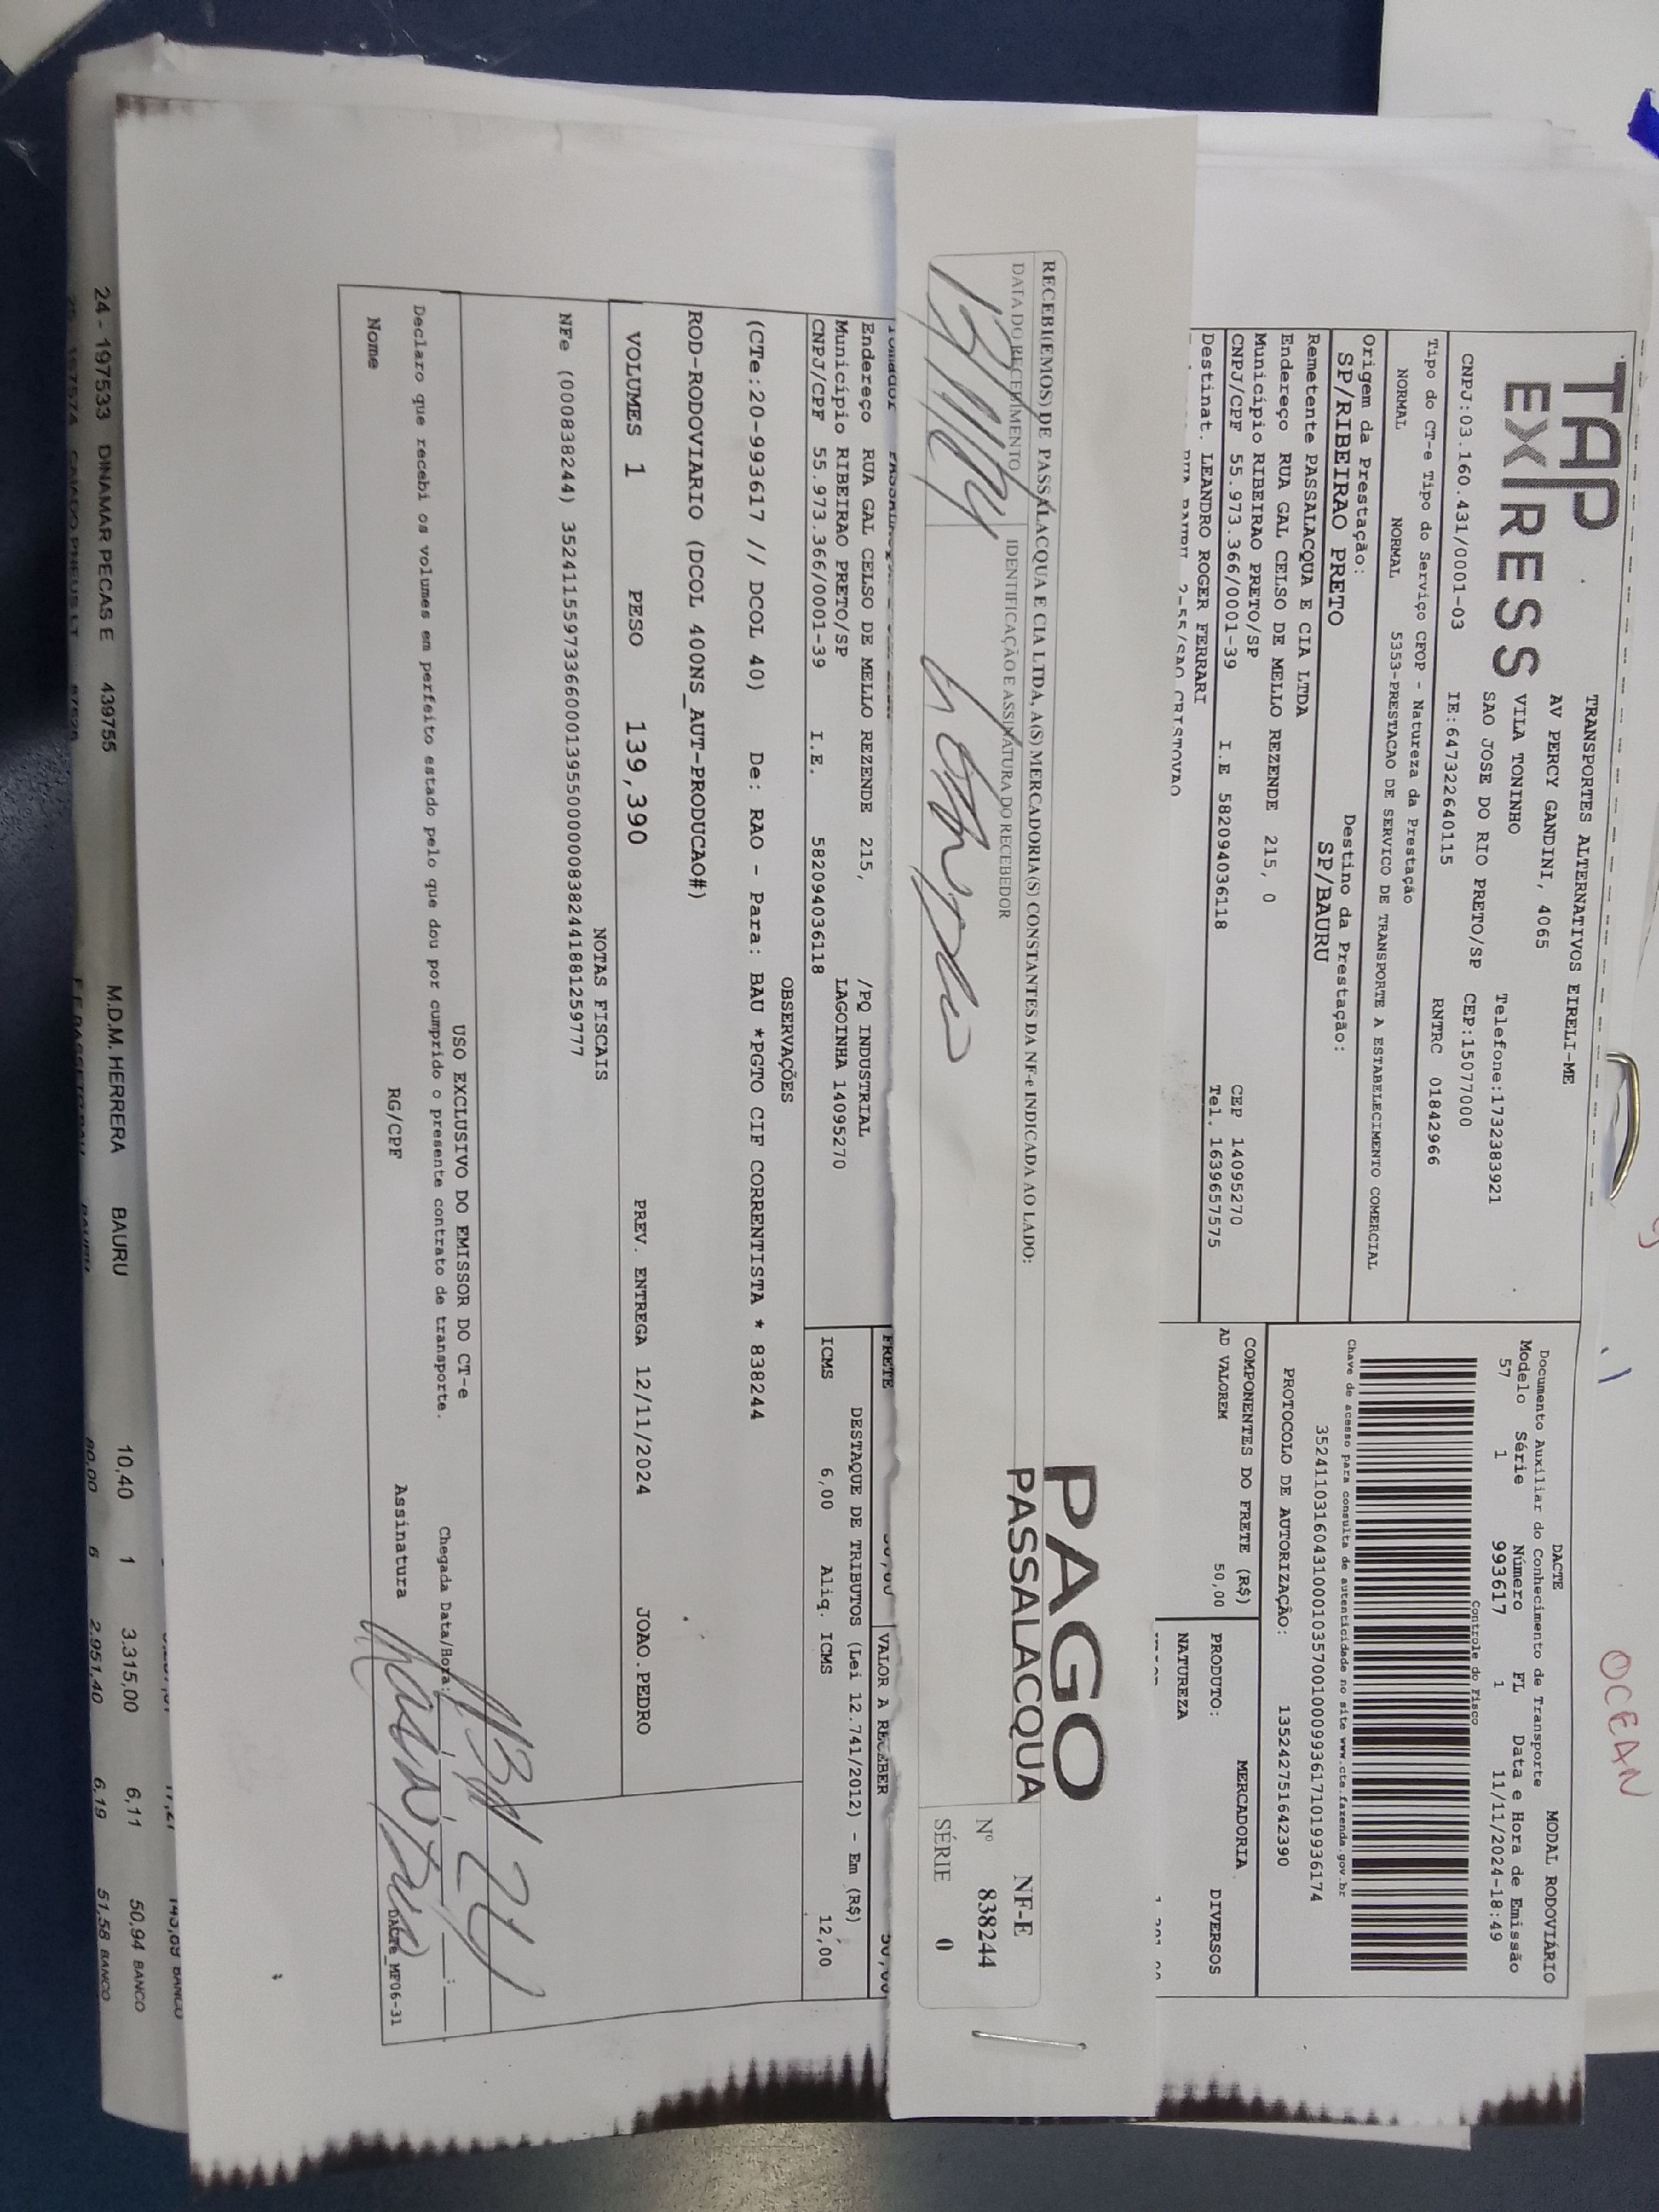 OCEAN
TAP
EXPRESS
TRANSPORTES ALTERNATIVOS EIRELI-ME
AV PERCY GANDINI, 4065
VILA TONINHO
Telefone:1732383921
SAO JOSE DO RIO PRETO/SP CEP:15077000
CNPJ:03.160.431/0001-03 IE:647322640115 RNTRC 01842966
Tipo do CT-e Tipo do Serviço CFOP - Natureza da Prestação
NORMAL NORMAL 5353-PRESTACAO DE SERVICO DE TRANSPORTE A ESTABELECIMENTO COMERCIAL
Origem da Prestação: Destino da Prestação:
SP/RIBEIRAO PRETO SP/BAURU
Remetente PASSALACQUA E CIA LTDA
Endereço RUA GAL CELSO DE MELLO REZENDE 215, 0
Município RIBEIRAO PRETO/SP CEP 14095270
CNPJ/CPF 55.973.366/0001-39 I.E 582094036118 Tel. 1639657575
Destinat. LEANDRO ROGER FERRARI
DACTE MODAL RODOVIÁRIO
Documento Auxiliar do Conhecimento de Transporte
Modelo Série Número FL Data e Hora de Emissão
57 1 993617 1 11/11/2024-18:49
Controle do Fisco
Chave de acesso para consulta de autenticidade no site www.cte.fazenda.gov.br
35241103160431000103570010009936171019936174
PROTOCOLO DE AUTORIZAÇÃO: 135242751642390
COMPONENTES DO FRETE (R$) MERCADORIA
AD VALOREM 50,00 PRODUTO: DIVERSOS
NATUREZA
PAGO
PASSALACQUA
RECEBI(EMOS) DE PASSALACQUA E CIA LTDA, A(S) MERCADORIA(S) CONSTANTES DA NF-e INDICADA AO LADO:
DATA DO RECEBIMENTO IDENTIFICAÇÃO E ASSINATURA DO RECEBEDOR
NF-E
Nº 838244
SÉRIE 0
FRETE VALOR A RECEBER
Endereço RUA GAL CELSO DE MELLO REZENDE 215, /PQ INDUSTRIAL
Município RIBEIRAO PRETO/SP LAGOINHA 14095270
CNPJ/CPF 55.973.366/0001-39 I.E. 582094036118
DESTAQUE DE TRIBUTOS (Lei 12.741/2012) - Em (R$)
ICMS 6,00 Aliq. ICMS 12,00
OBSERVAÇÕES
(CTe:20-993617 // DCOL 40) De: RAO - Para: BAU *PGTO CIF CORRENTISTA * 838244
ROD-RODOVIARIO (DCOL 400NS_AUT-PRODUCAO#)
VOLUMES 1 PESO 139,390 PREV. ENTREGA 12/11/2024 JOAO.PEDRO
NOTAS FISCAIS
NFe (000838244) 35241155973366000139550000008382441881259777
USO EXCLUSIVO DO EMISSOR DO CT-e
Declaro que recebi os volumes em perfeito estado pelo que dou por cumprido o presente contrato de transporte. Chegada Data/Hora:
Nome RG/CPF Assinatura
DACTE_MF06-31
24 - 197533 DINAMAR PECAS E 439755 M.D.M. HERRERA BAURU 10,40 1 3.315,00 6,11 50,94 BANCO
80,00 6 2.951,40 6,19 51,58 BANCO